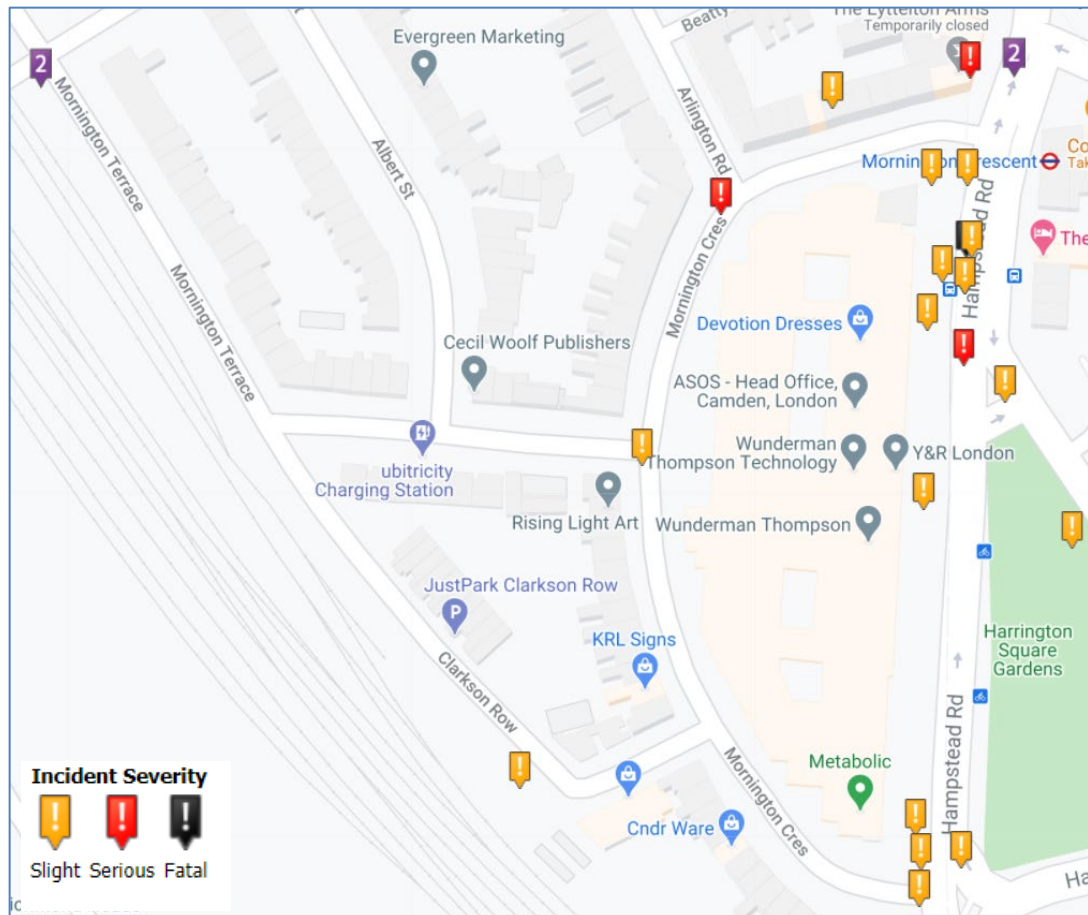 The Lyttelton Arms
Temporarily closed
Beatty
Evergreen Marketing
2
2
Mornington Terrace
Albert St
Arlington Rd
Mornington Crescent
Co
Tak
Hampstead Rd
The
Mornington Cres
Mornington Terrace
Devotion Dresses
Cecil Woolf Publishers
ASOS - Head Office,
Camden, London
Wunderman
Thompson Technology
Y&R London
ubitricity
Charging Station
Rising Light Art
Wunderman Thompson
JustPark Clarkson Row
P
KRL Signs
Harrington
Square
Gardens
Clarkson Row
Hampstead Rd
Metabolic
Mornington Cres
Cndr Ware
Ha
Incident Severity
Slight Serious Fatal